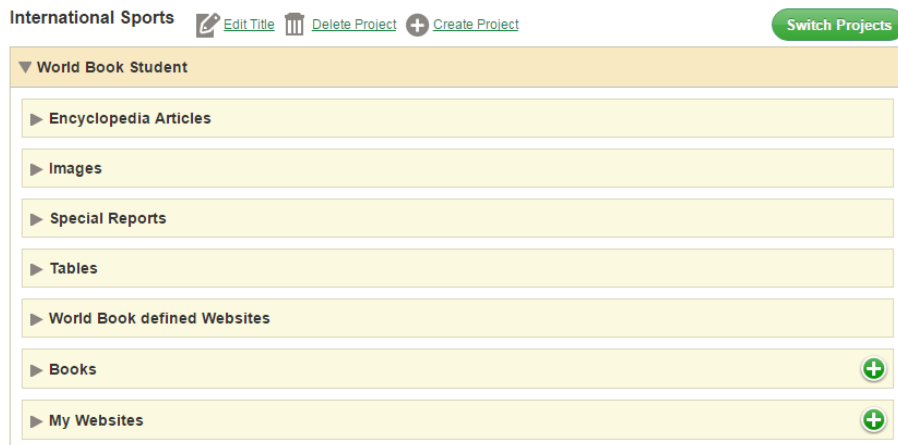 International Sports Edit Title Delete Project Create Project Switch Projects
World Book Student
Encyclopedia Articles
Images
Special Reports
Tables
World Book defined Websites
Books
My Websites